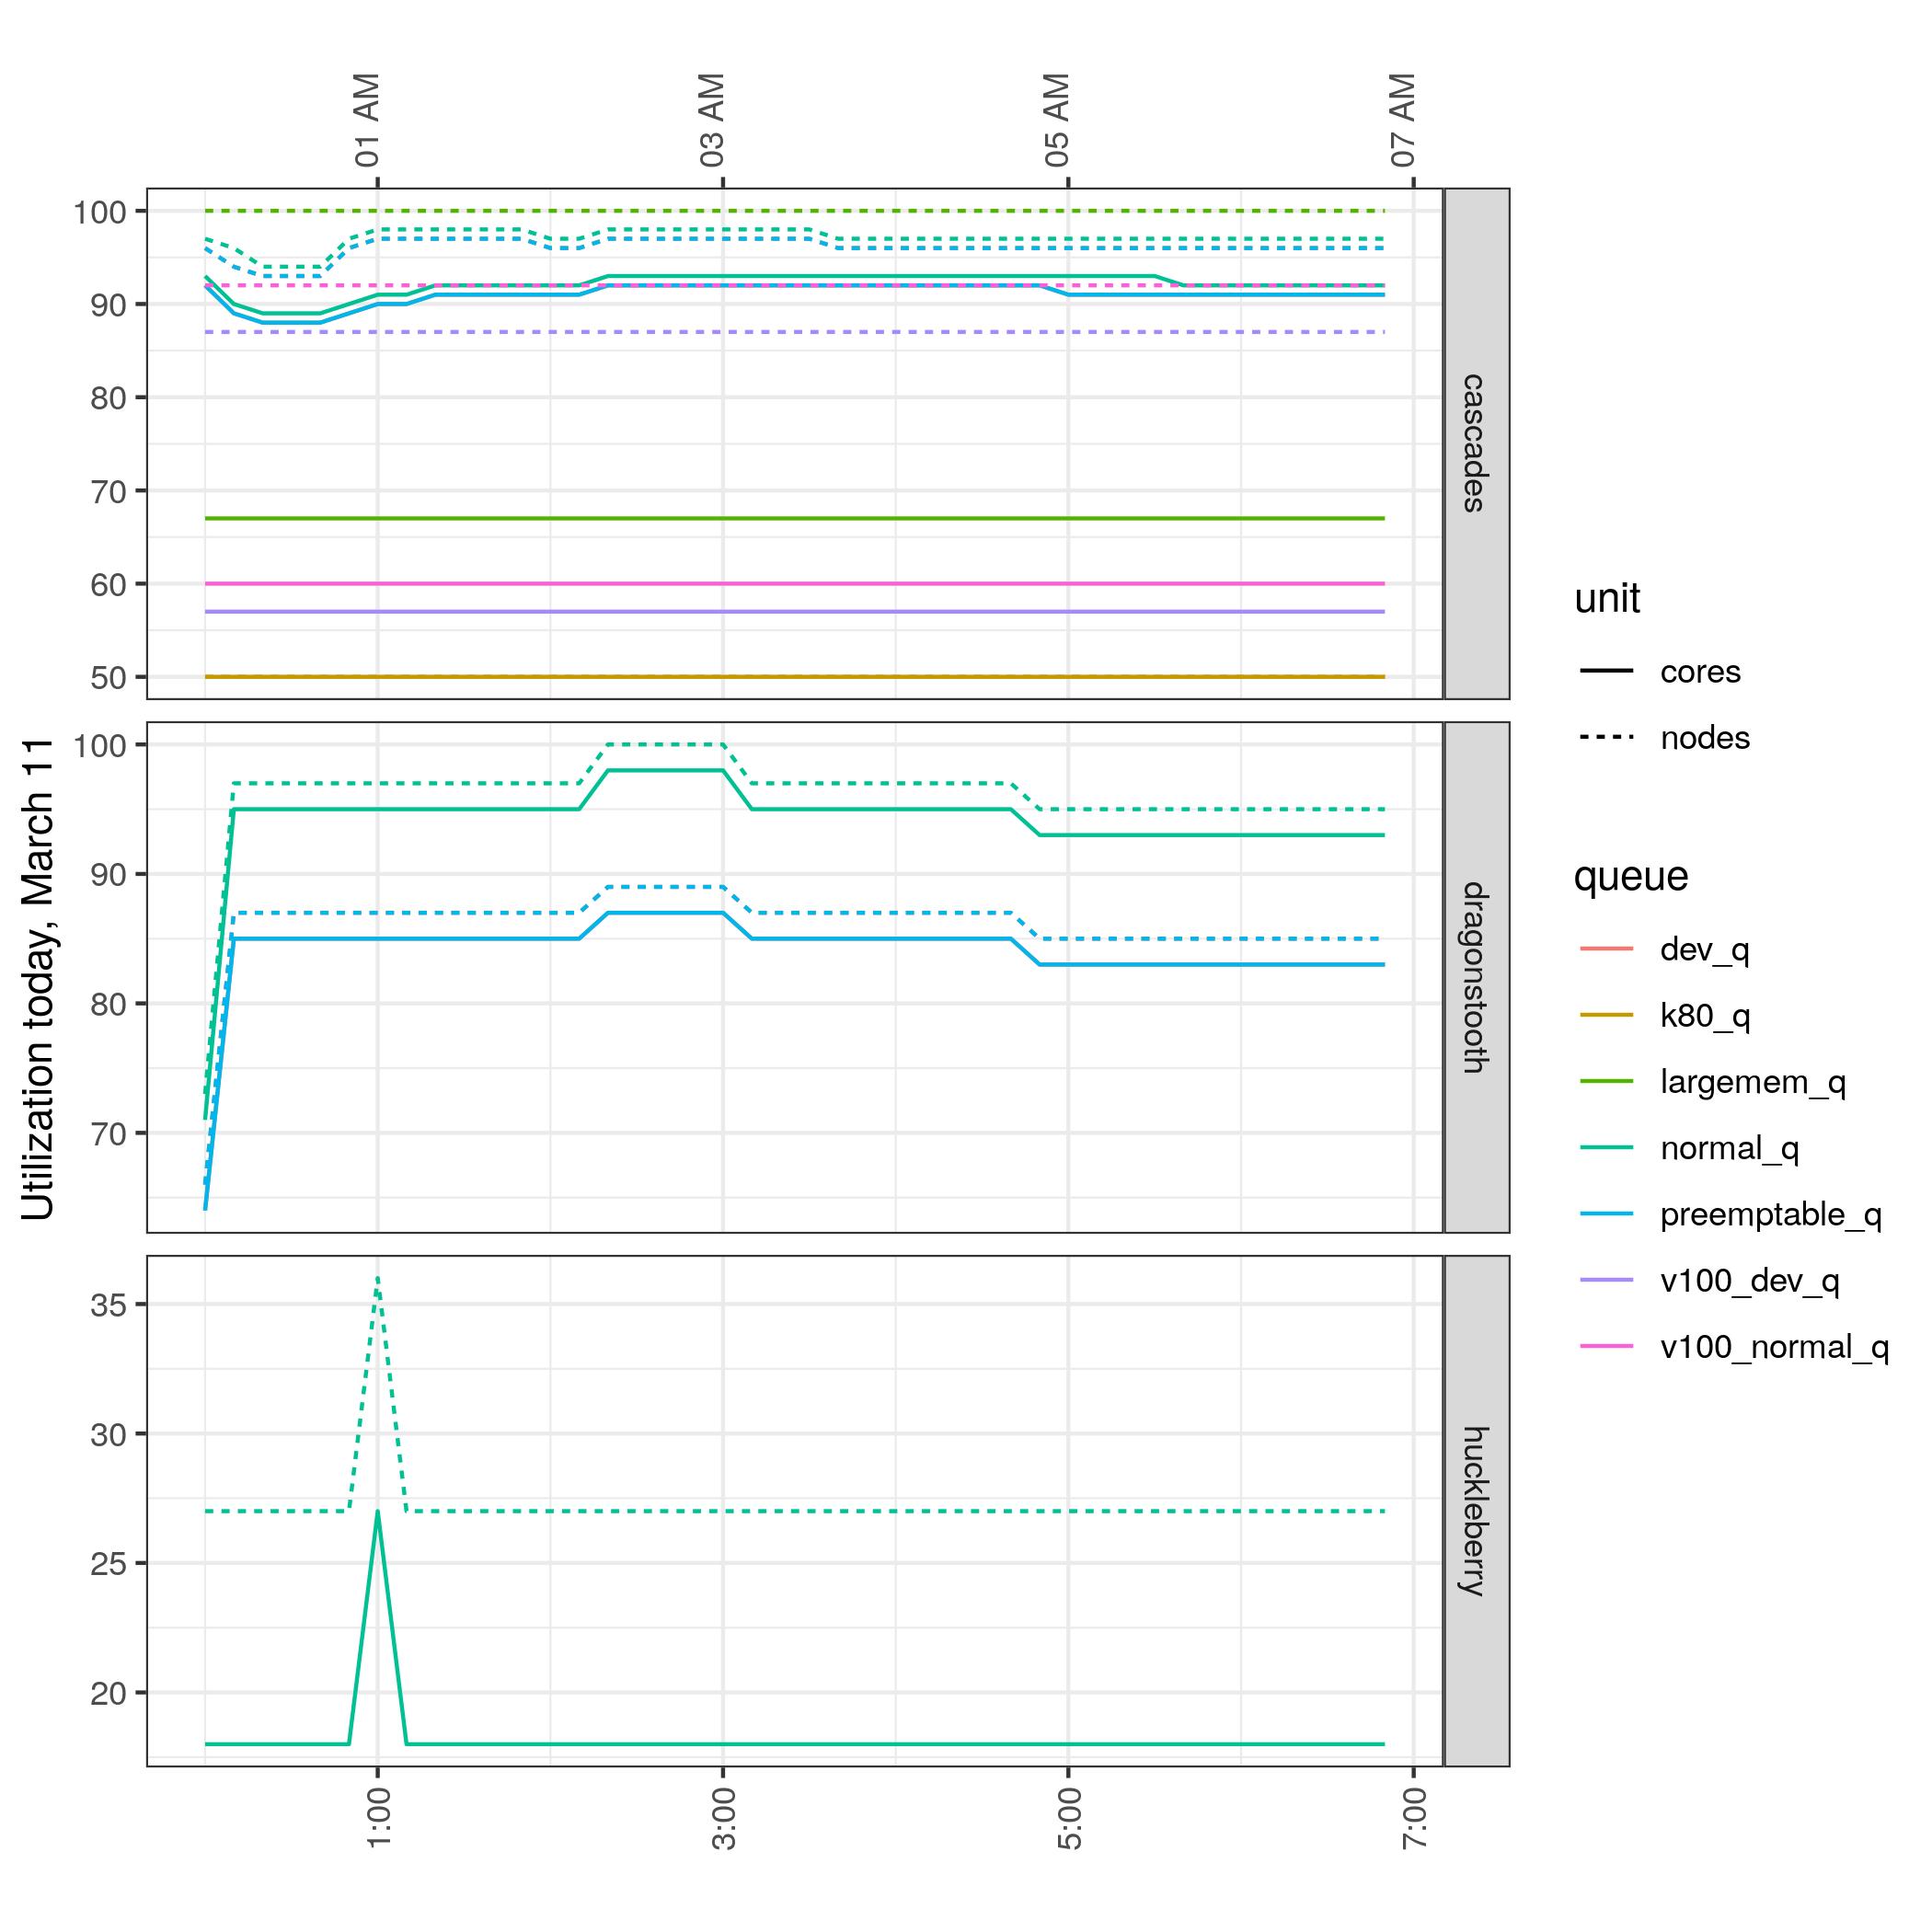 01 AM
03 AM
05 AM
07 AM
Utilization today, March 11
100
90
80
70
60
50
cascades
100
90
80
70
dragonstooth
35
30
25
20
huckleberry
1:00
3:00
5:00
7:00
unit
cores
nodes
queue
dev_q
k80_q
largemem_q
normal_q
preemptable_q
v100_dev_q
v100_normal_q